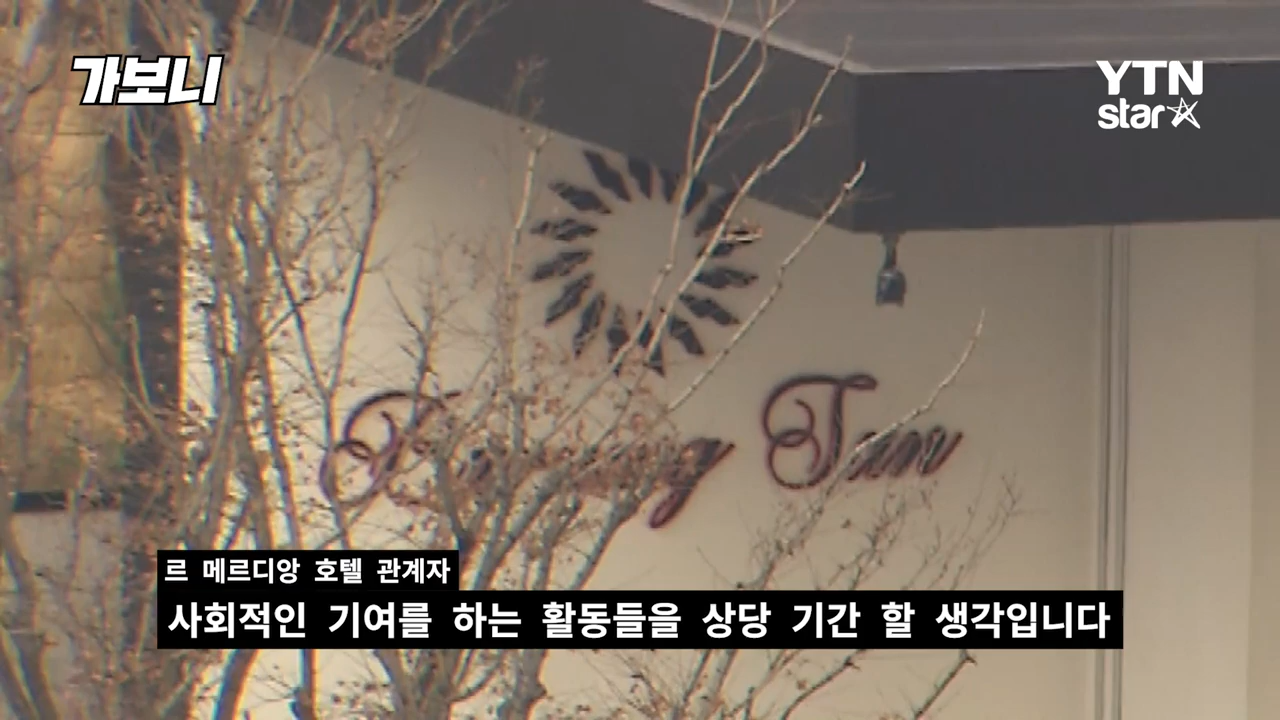 가보니
YTN
star
Sun
르 메르디앙 호텔 관계자
사회적인 기여를 하는 활동들을 상당 기간 할 생각입니다